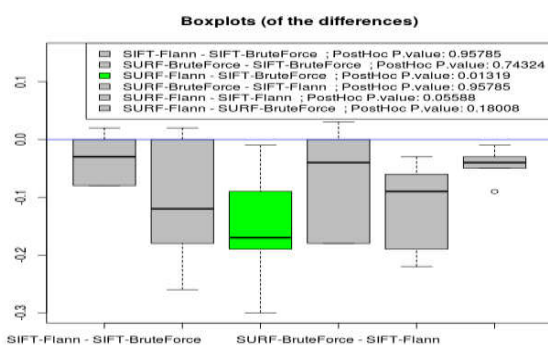 Boxplots (of the differences)
SIFT-Flann - SIFT-BruteForce ; PostHoc P.value: 0.95785
SURF-BruteForce - SIFT-BruteForce ; PostHoc P.value: 0.74324
SURF-Flann - SIFT-BruteForce ; PostHoc P.value: 0.01319
SURF-BruteForce - SIFT-Flann ; PostHoc P.value: 0.95785
SURF-Flann - SIFT-Flann ; PostHoc P.value: 0.05588
SURF-Flann - SURF-BruteForce ; PostHoc P.value: 0.18008
0.1
0.0
-0.1
-0.2
-0.3
SIFT-Flann - SIFT-BruteForce SURF-BruteForce - SIFT-Flann